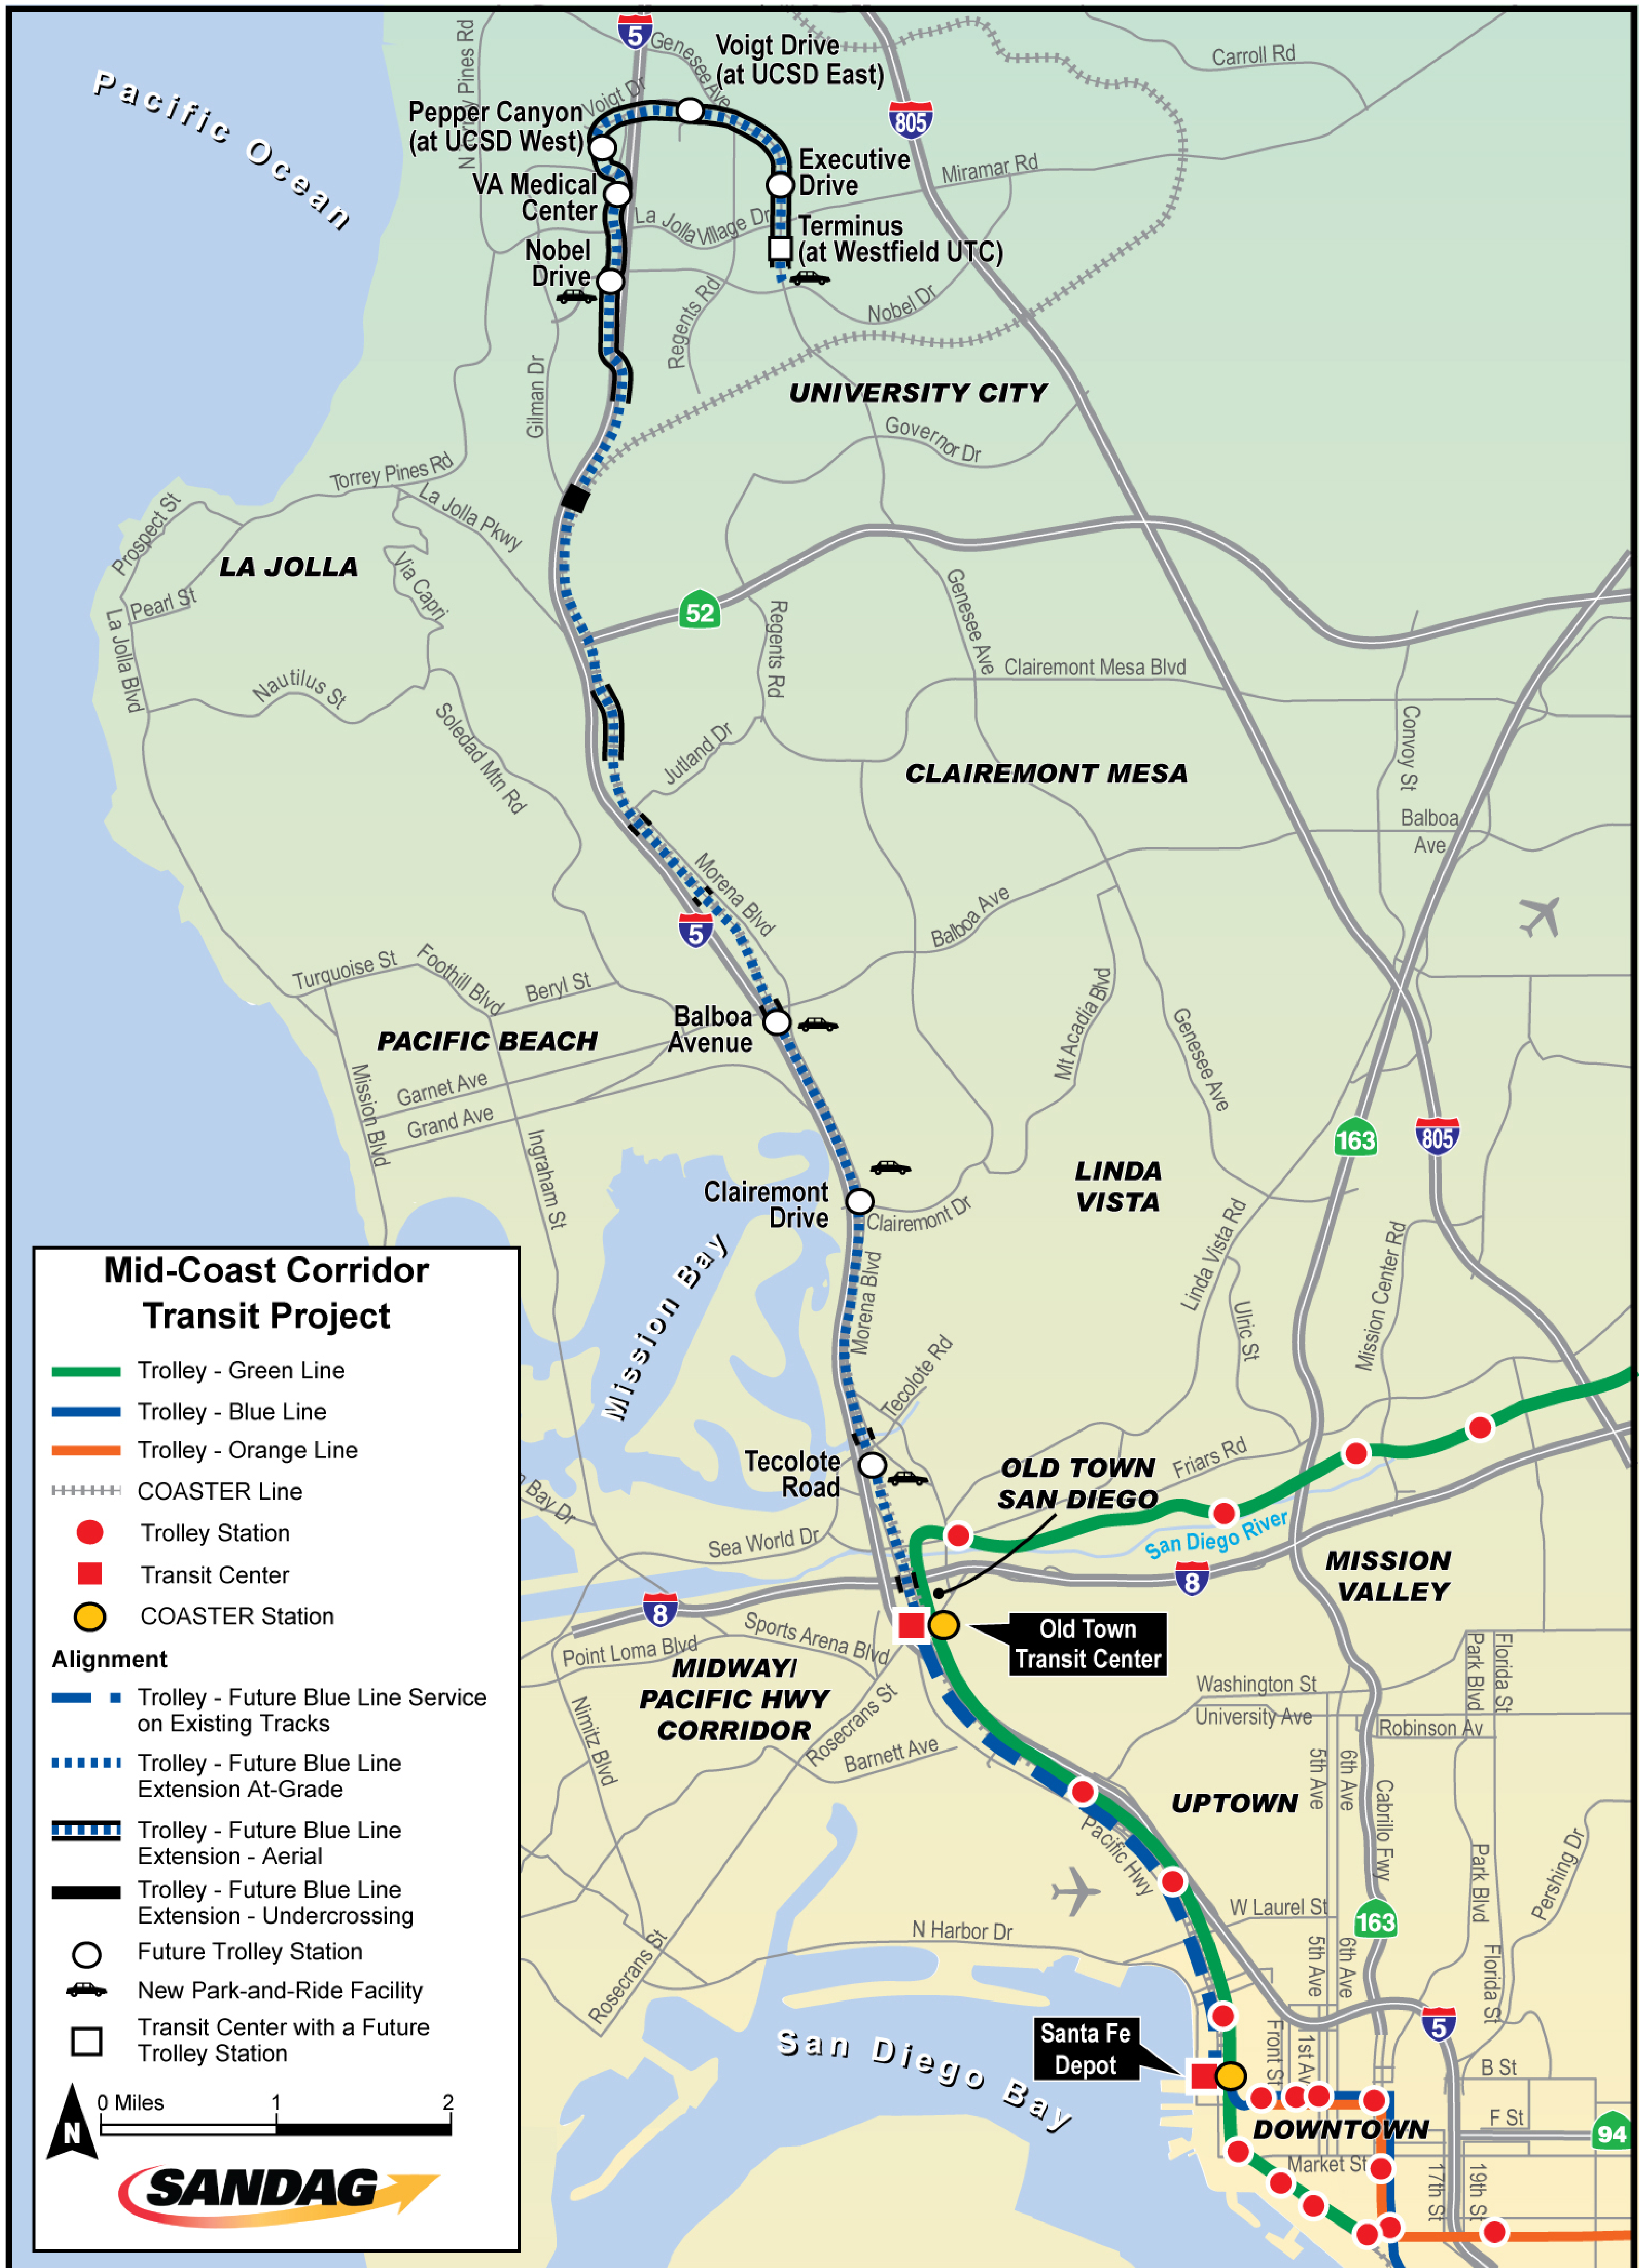 Pacific Ocean
N Torrey Pines Rd
5
Genesee Ave
Voigt Drive
(at UCSD East)
Carroll Rd
Voigt Dr
Pepper Canyon
(at UCSD West)
805
Executive
Drive
Miramar Rd
VA Medical
Center
La Jolla Village Dr
Terminus
(at Westfield UTC)
Nobel
Drive
Nobel Dr
Regents Rd
Gilman Dr
UNIVERSITY CITY
Governor Dr
Torrey Pines Rd
La Jolla Pkwy
Prospect St
LA JOLLA
Via Capri
Pearl St
La Jolla Blvd
52
Regents Rd
Genesee Ave
Clairemont Mesa Blvd
Nautilus St
Soledad Mtn Rd
Jutland Dr
Convoy St
CLAIREMONT MESA
Balboa
Ave
Morena Blvd
5
Balboa Ave
Turquoise St
Foothill Blvd
Beryl St
Mt Acadia Blvd
Balboa
Avenue
PACIFIC BEACH
Genesee Ave
Garnet Ave
Mission Blvd
Grand Ave
Ingraham St
163
805
LINDA
VISTA
Clairemont
Drive
Clairemont Dr
Mission Bay
Morena Blvd
Linda Vista Rd
Ulric St
Mission Center Rd
Tecolote Rd
Tecolote
Road
OLD TOWN
SAN DIEGO
Friars Rd
Bay Dr
Sea World Dr
San Diego River
8
8
MISSION
VALLEY
Old Town
Transit Center
Sports Arena Blvd
Point Loma Blvd
MIDWAY/
PACIFIC HWY
CORRIDOR
Rosecrans St
Nimitz Blvd
Barnett Ave
Washington St
University Ave
Park Blvd
Florida St
Robinson Av
5th Ave
6th Ave
Cabrillo Fwy
UPTOWN
Pacific Hwy
Park Blvd
Pershing Dr
W Laurel St
163
N Harbor Dr
5th Ave
6th Ave
Florida St
Rosecrans St
5
San Diego Bay
Santa Fe
Depot
Front St
1st Av
B St
DOWNTOWN
F St
94
Market St
17th St
19th St
Mid-Coast Corridor
Transit Project
Trolley - Green Line
Trolley - Blue Line
Trolley - Orange Line
COASTER Line
Trolley Station
Transit Center
COASTER Station
Alignment
Trolley - Future Blue Line Service
on Existing Tracks
Trolley - Future Blue Line
Extension At-Grade
Trolley - Future Blue Line
Extension - Aerial
Trolley - Future Blue Line
Extension - Undercrossing
Future Trolley Station
New Park-and-Ride Facility
Transit Center with a Future
Trolley Station
N
0 Miles 1 2
SANDAG